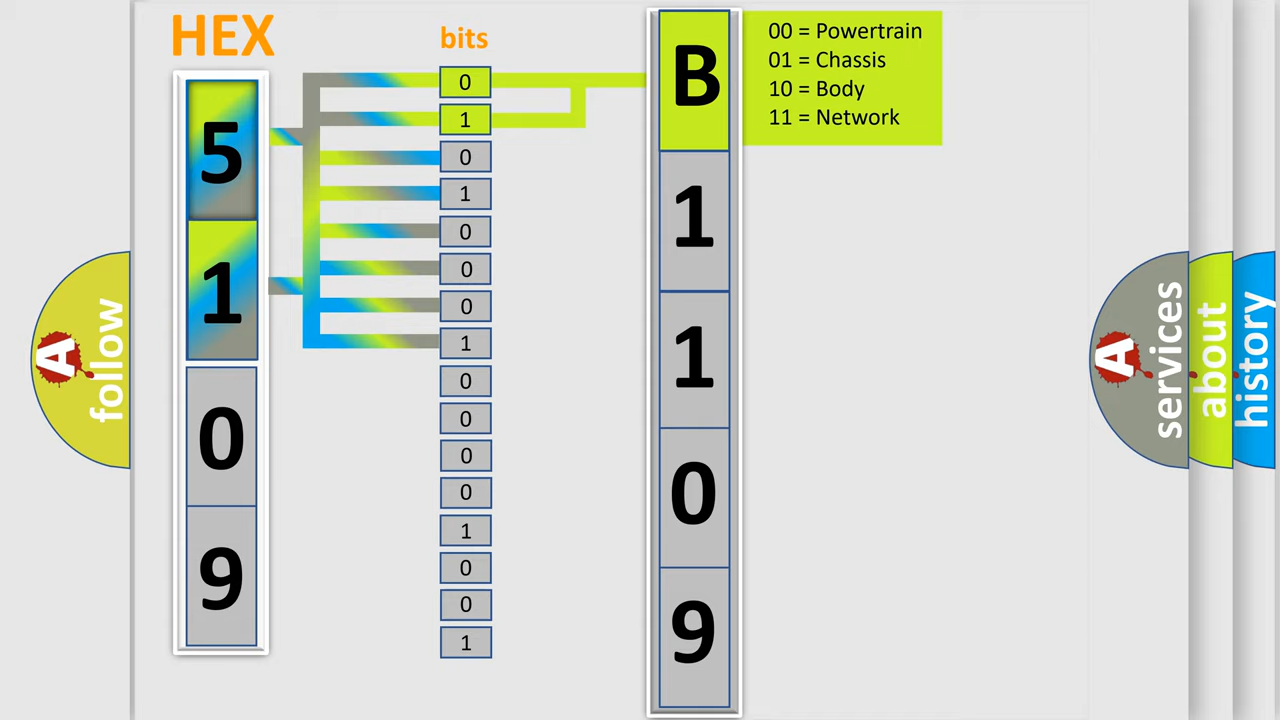 HEX
5
1
0
9
bits
0
1
0
1
0
0
0
1
0
0
0
0
1
0
0
1
B
1
1
0
9
00 = Powertrain
01 = Chassis
10 = Body
11 = Network
A
follow
A
services
about
history